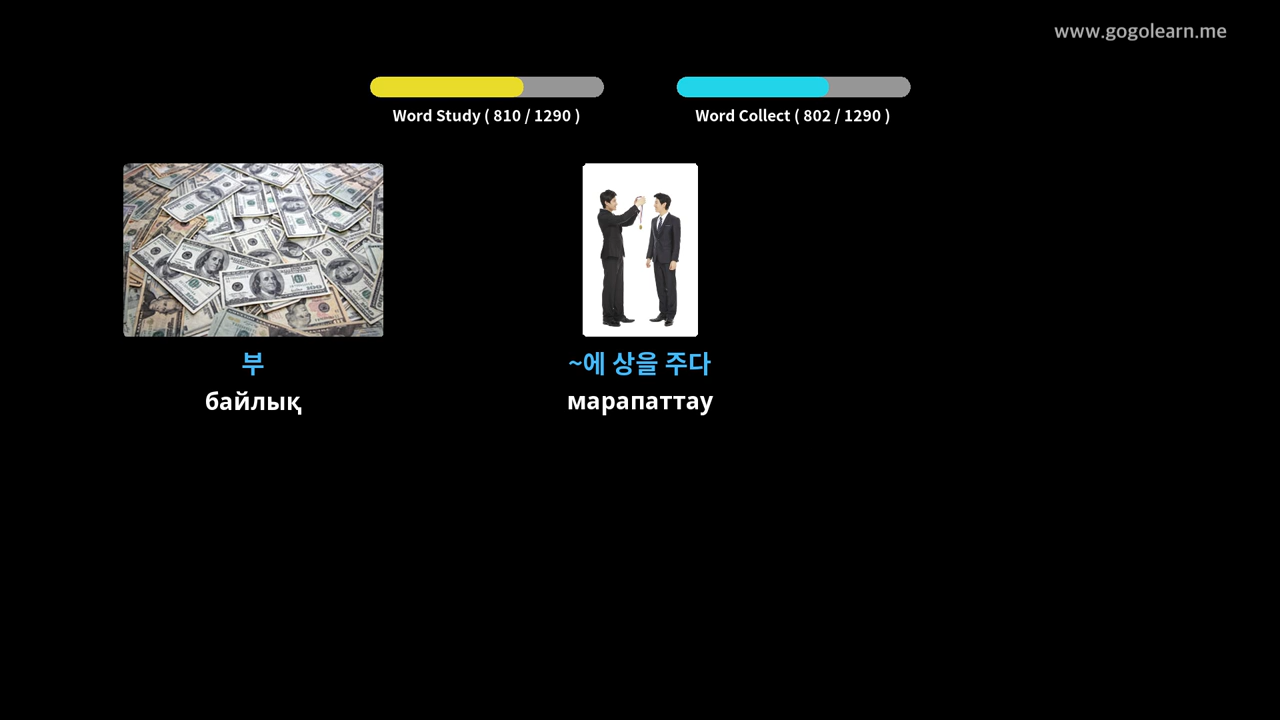 www.gogolearn.me
Word Study ( 810 / 1290 )
Word Collect ( 802 / 1290 )
부
байлық
~에 상을 주다
марапаттау